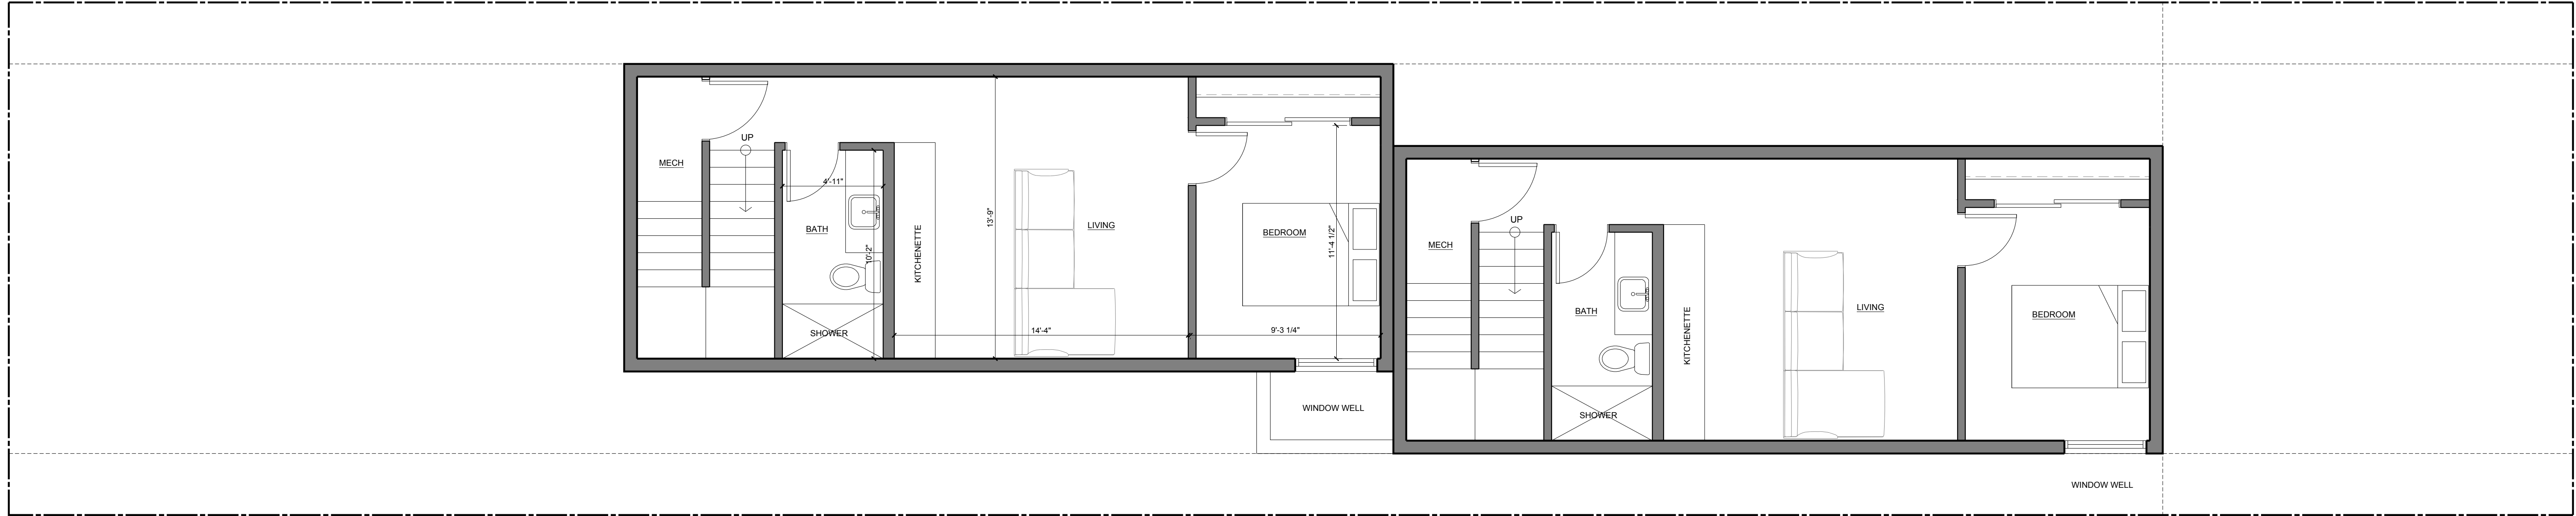 UP
MECH
4'-11"
BATH
10'-2"
KITCHENETTE
SHOWER
13'-9"
LIVING
14'-4"
BEDROOM
11'-4 1/2"
9'-3 1/4"
WINDOW WELL
UP
MECH
BATH
KITCHENETTE
SHOWER
LIVING
BEDROOM
WINDOW WELL